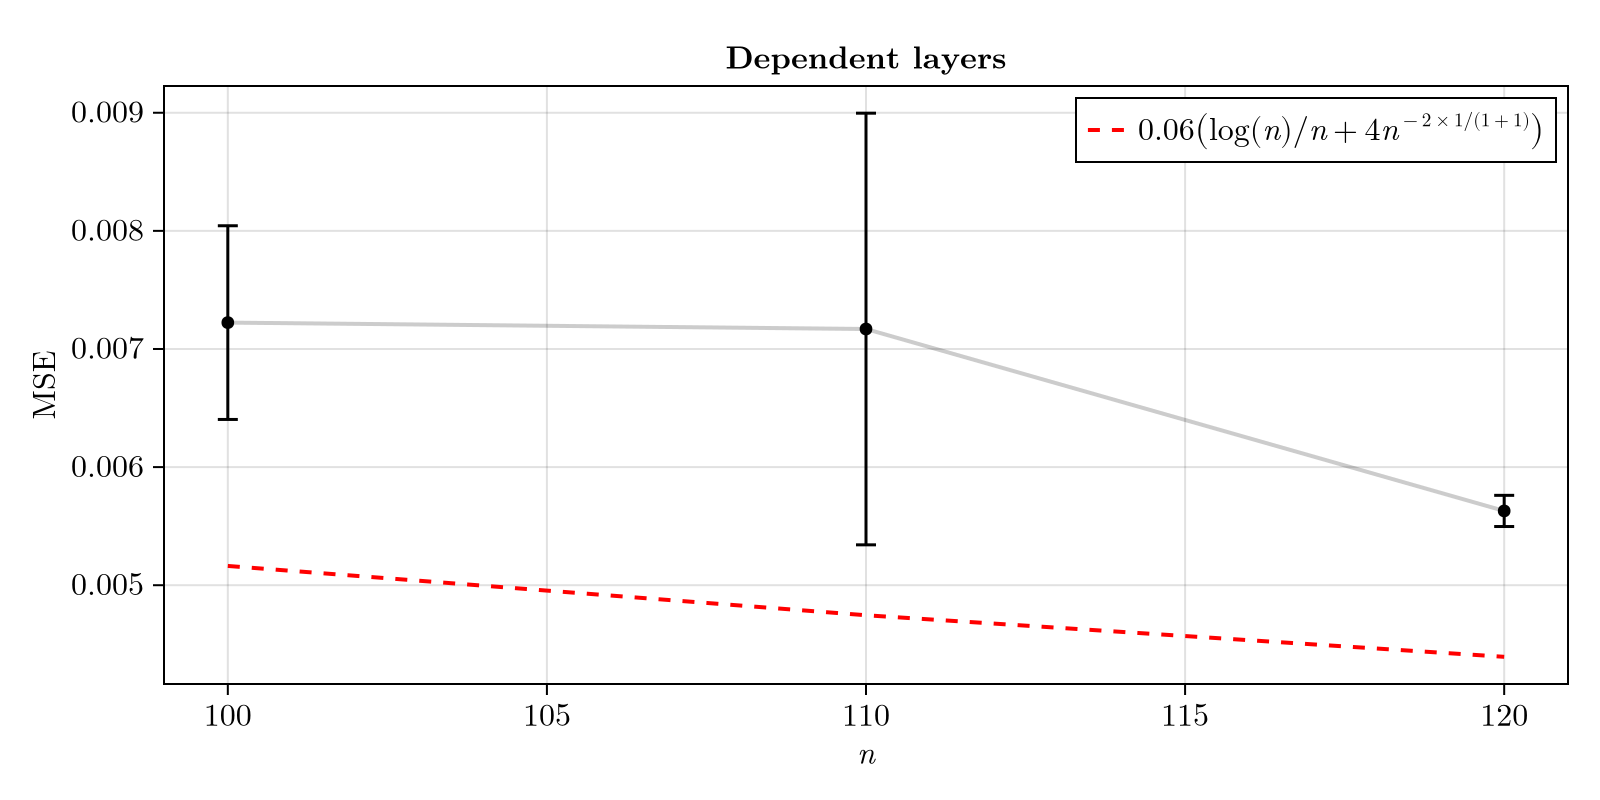 Dependent layers
0.06(log(n)/n + 4n^{-2×1/(1+1)})
0.009
0.008
0.007
0.006
0.005
MSE
100 105 110 115 120
n